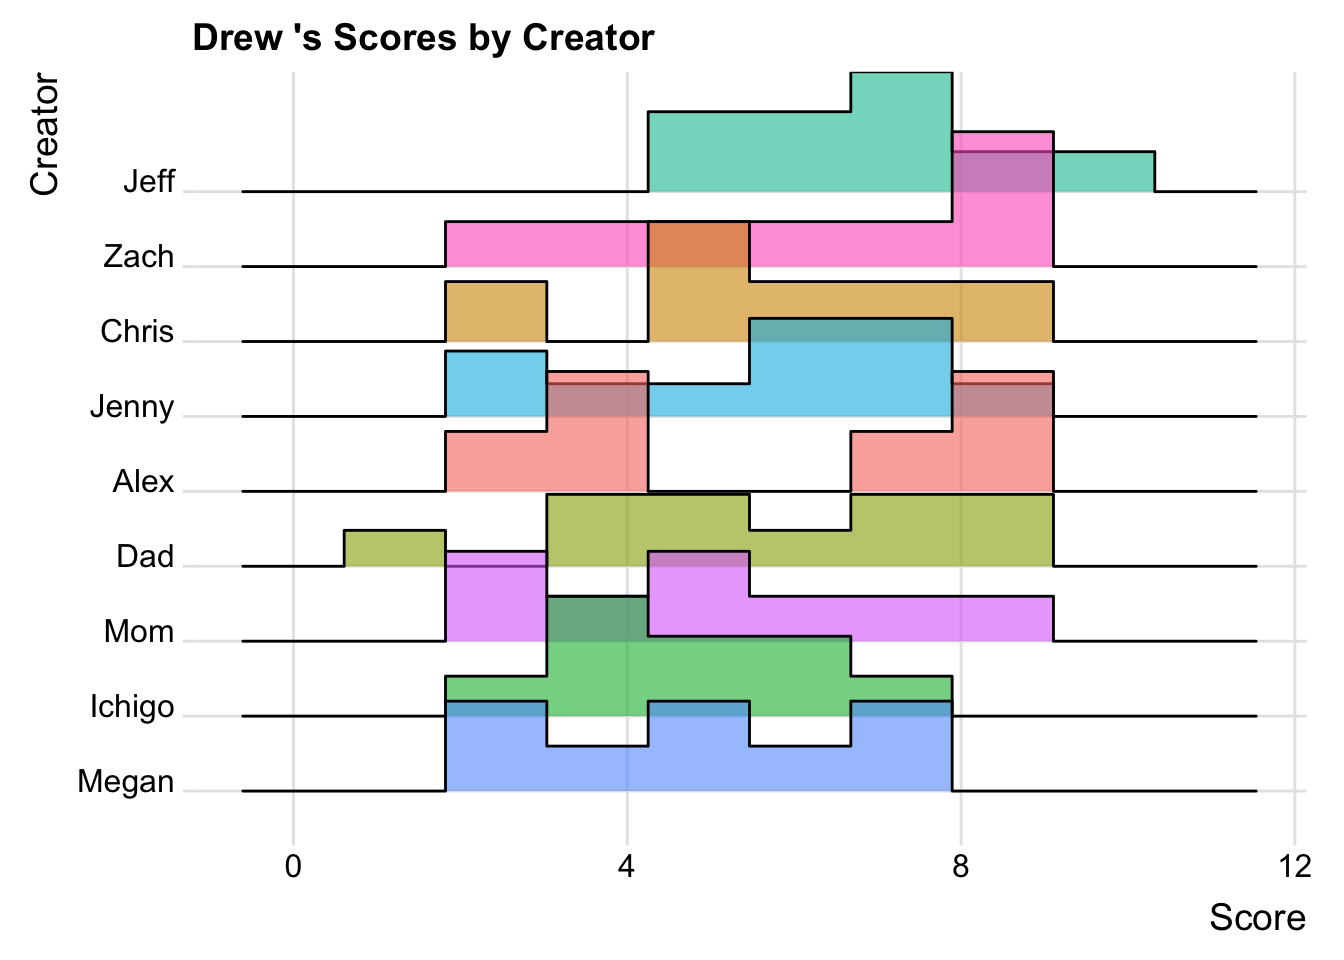 Drew 's Scores by Creator
Creator
Jeff
Zach
Chris
Jenny
Alex
Dad
Mom
Ichigo
Megan
0 4 8 12
Score